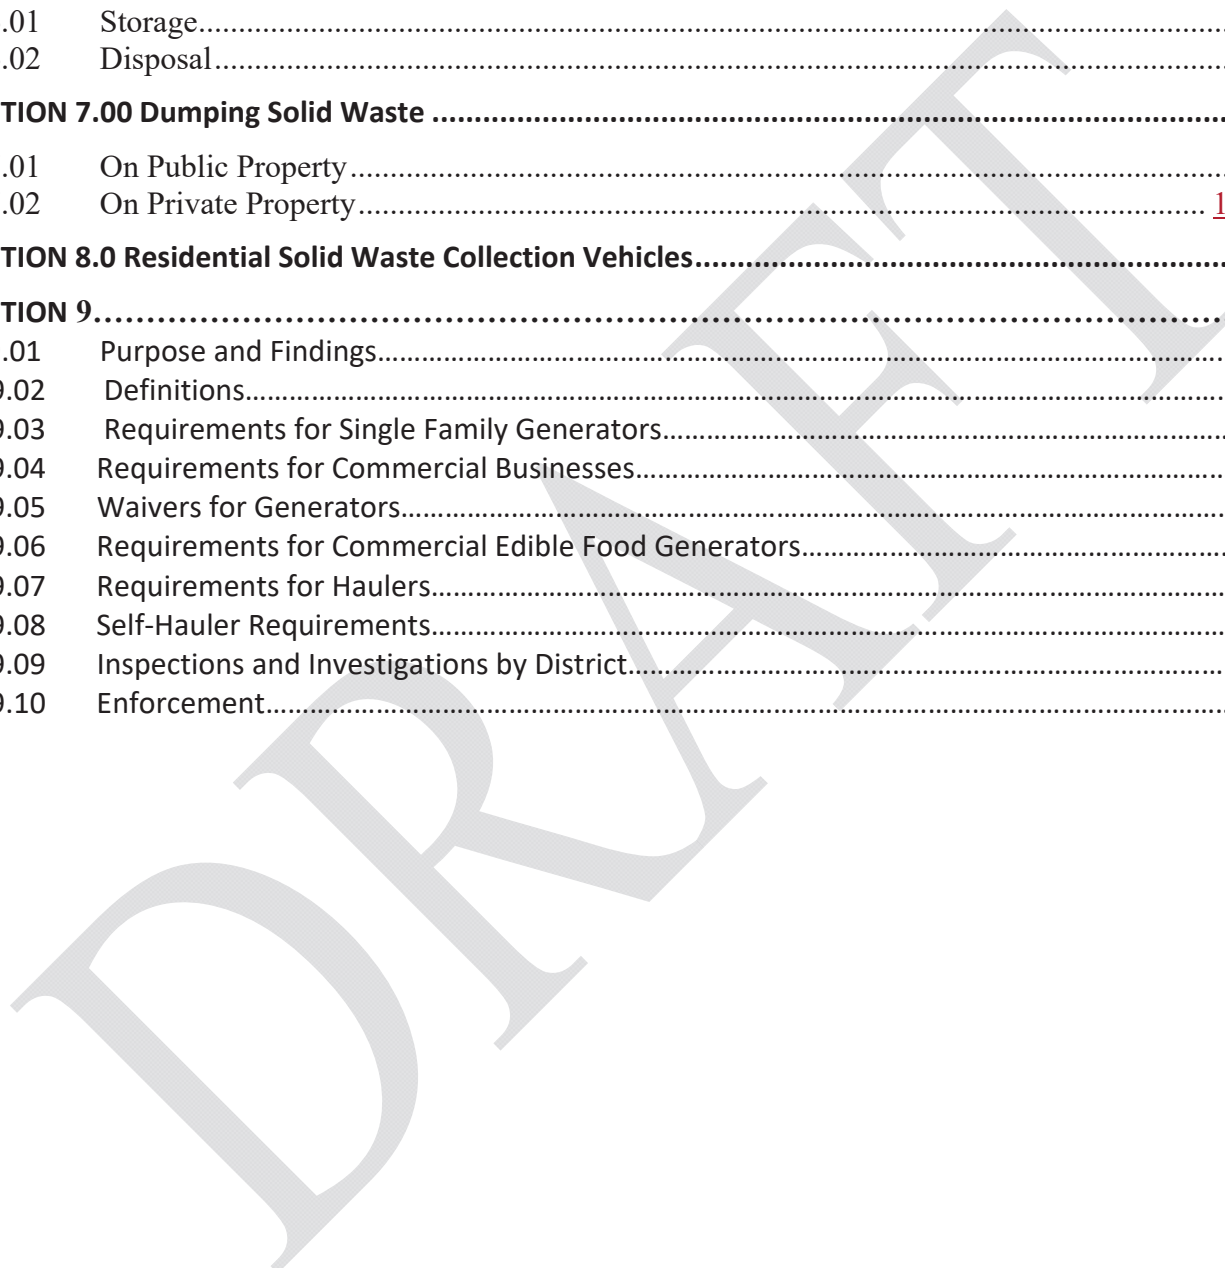 .01 Storage
.02 Disposal
TION 7.00 Dumping Solid Waste
.01 On Public Property
.02 On Private Property 1
TION 8.0 Residential Solid Waste Collection Vehicles
TION 9
.01 Purpose and Findings
9.02 Definitions
9.03 Requirements for Single Family Generators
9.04 Requirements for Commercial Businesses
9.05 Waivers for Generators
9.06 Requirements for Commercial Edible Food Generators
9.07 Requirements for Haulers
9.08 Self-Hauler Requirements
9.09 Inspections and Investigations by District
9.10 Enforcement
DRAFT